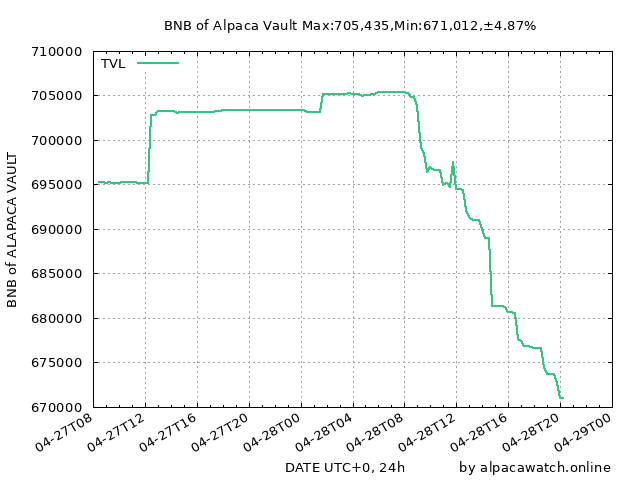 BNB of Alpaca Vault Max:705,435,Min:671,012,±4.87%
TVL
710000
705000
700000
695000
690000
685000
680000
675000
670000
BNB of ALAPACA VAULT
04-27T08
04-27T12
04-27T16
04-27T20
04-28T00
04-28T04
04-28T08
04-28T12
04-28T16
04-28T20
04-29T00
DATE UTC+0, 24h
by alpacawatch.online